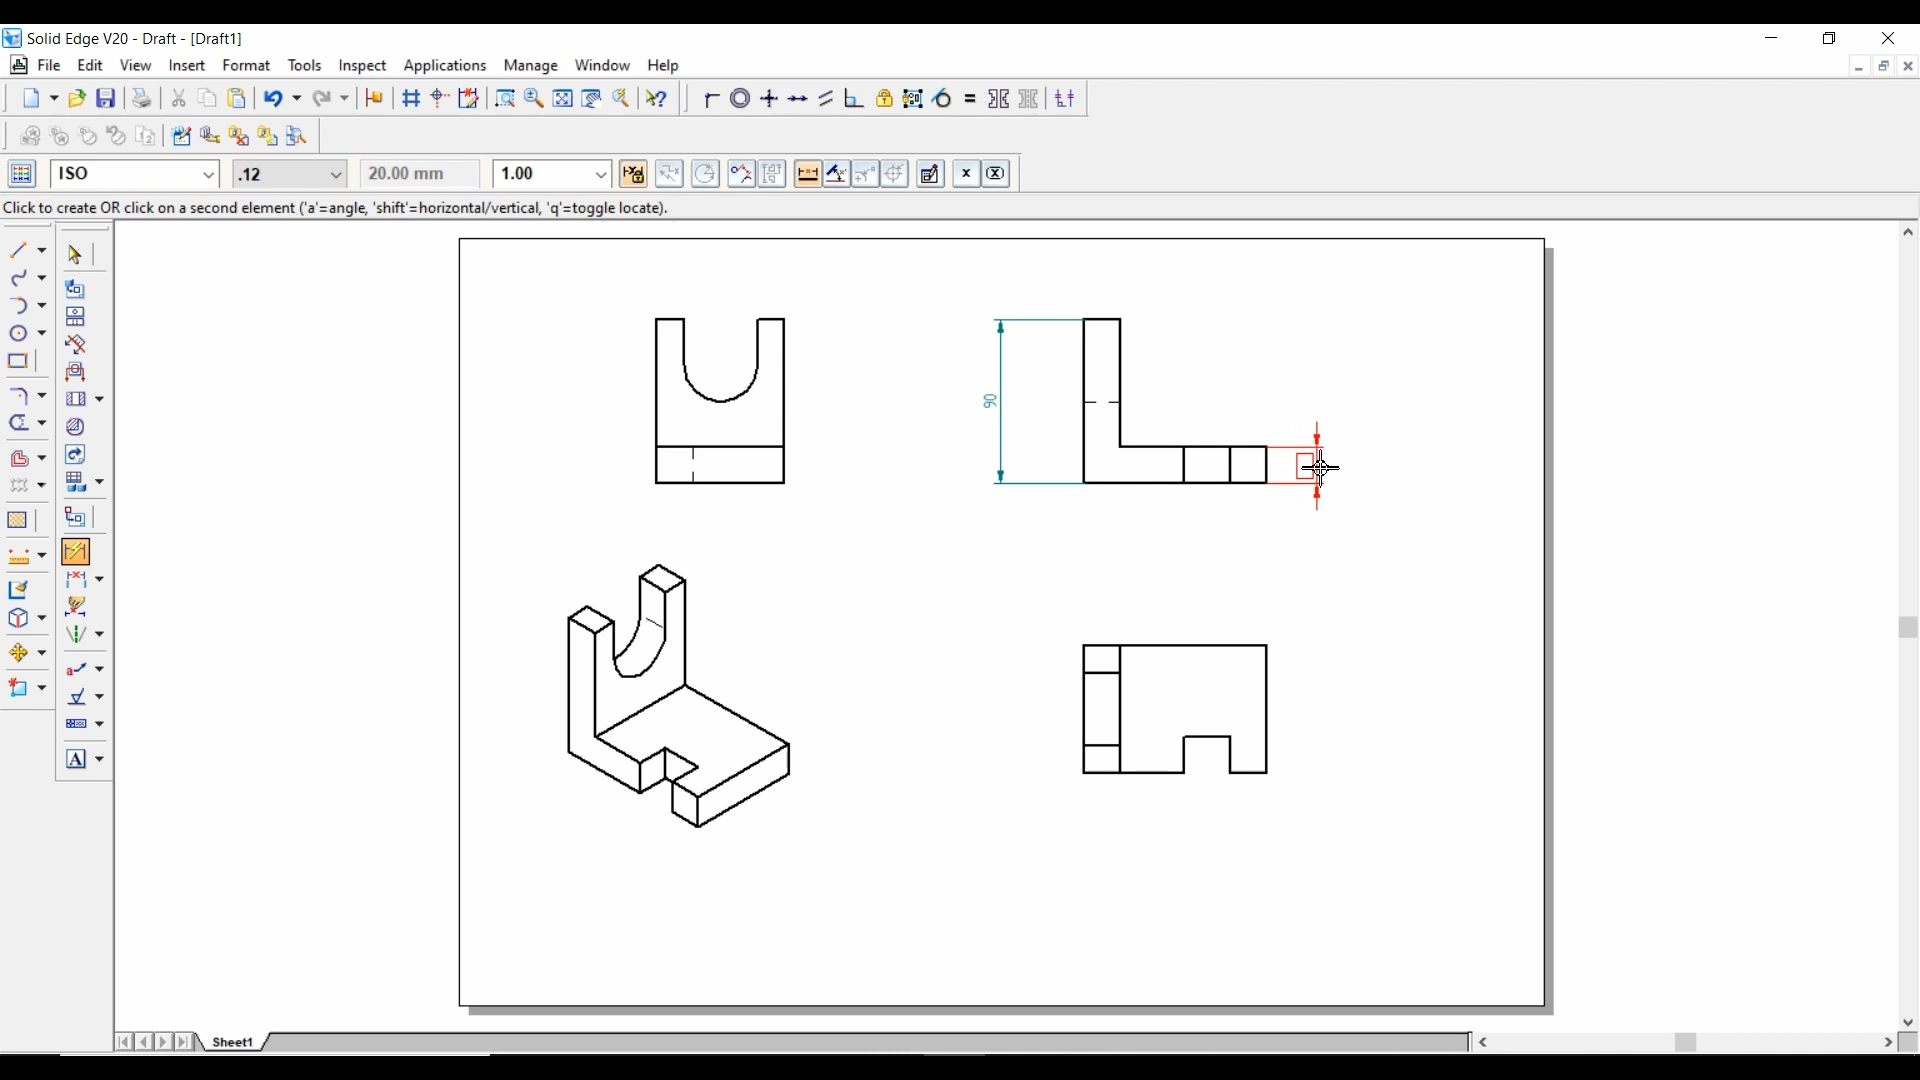 Solid Edge V20 - Draft - [Draft1]
File Edit View Insert Format Tools Inspect Applications Manage Window Help
ISO .12 20.00 mm 1.00
Click to create OR click on a second element ('a'=angle, 'shift'=horizontal/vertical, 'q'=toggle locate).
90
A
Sheet1